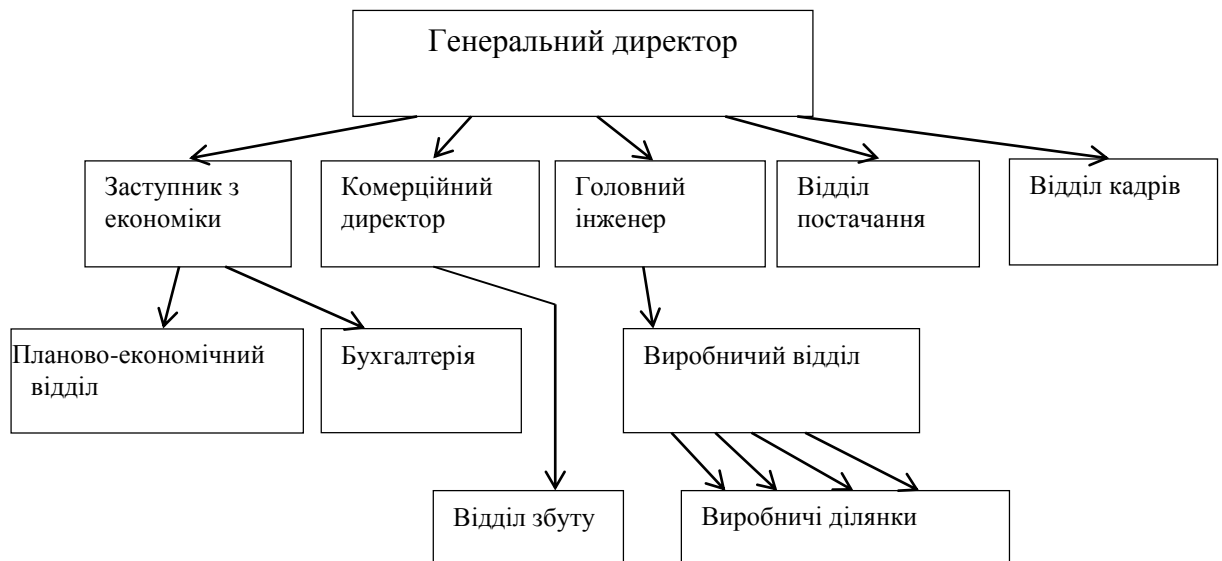 Генеральний директор
Заступник з
економіки
Комерційний
директор
Головний
інженер
Відділ
постачання
Відділ кадрів
Планово-економічний
відділ
Бухгалтерія
Виробничий відділ
Відділ збуту
Виробничі ділянки